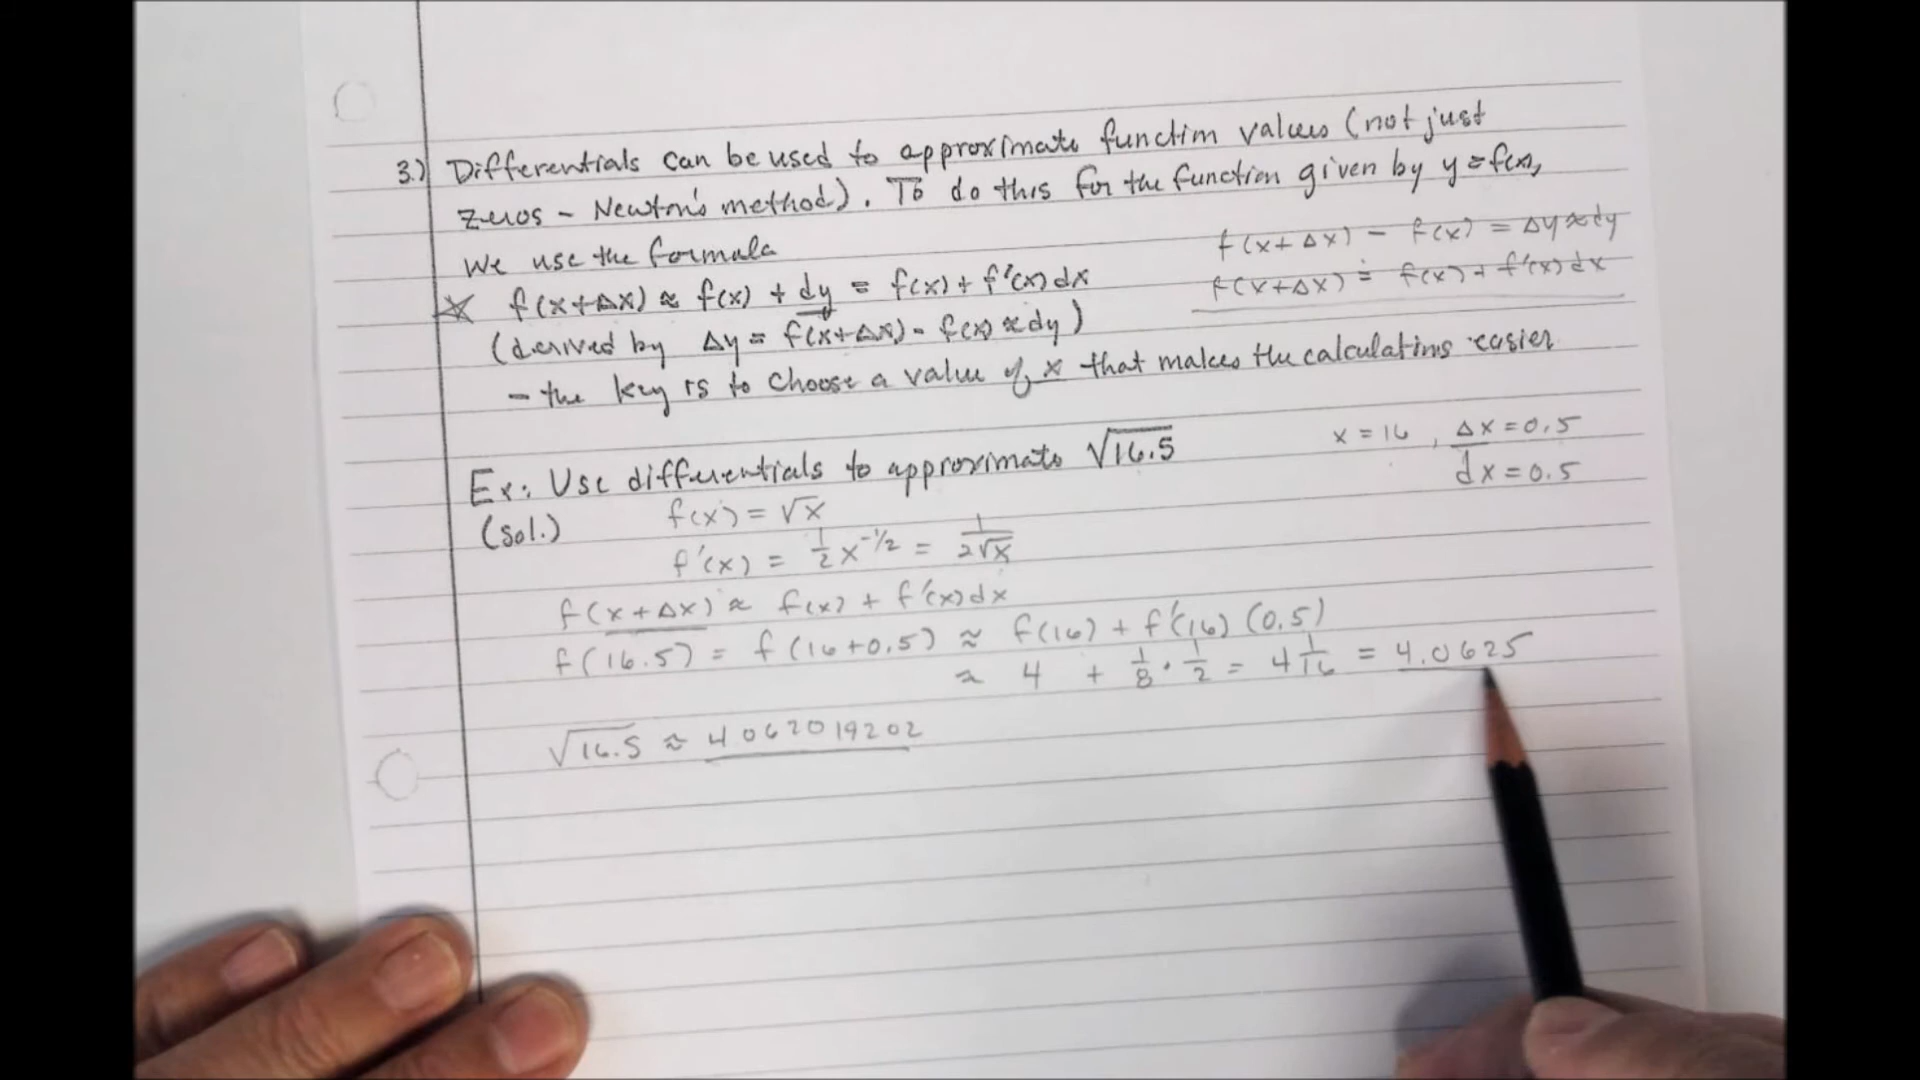 3.) Differentials can be used to approximate function values (not just
zeros – Newton's method). To do this for the function given by y = f(x),
we use the formula
f(x+Δx) - f(x) = Δy ≈ dy
☆ f(x+Δx) ≈ f(x) + dy = f(x) + f'(x) dx
f(x+Δx) = f(x) + f'(x) dx
(derived by Δy = f(x+Δx) - f(x) ≈ dy)
- the key is to choose a value of x that makes the calculations easier
Ex: Use differentials to approximate √16.5
x = 16, Δx = 0.5
dx = 0.5
(sol.) f(x) = √x
f'(x) = 1/2 x^-1/2 = 1/(2√x)
f(x+Δx) ≈ f(x) + f'(x) dx
f(16.5) = f(16+0.5) ≈ f(16) + f'(16) (0.5)
≈ 4 + 1/8 · 1/2 = 4 1/16 = 4.0625
√16.5 ≈ 4 062019202